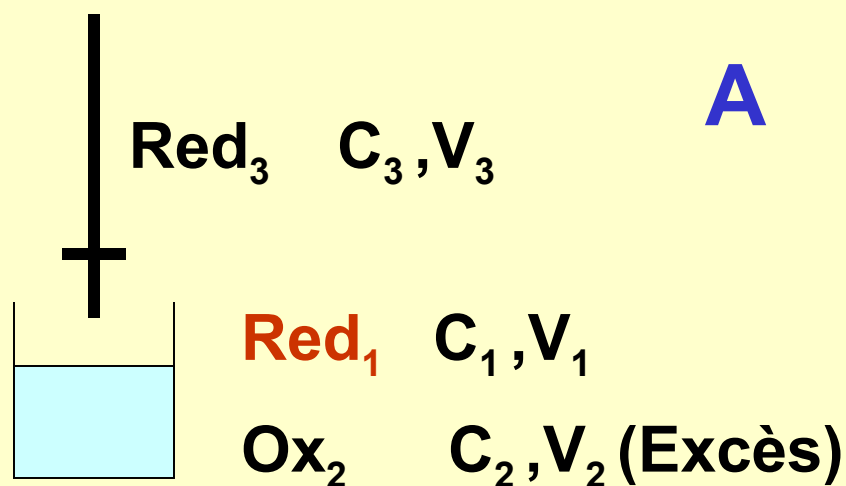 A
Red₃ C₃ ,V₃
Red₁ C₁ ,V₁
Ox₂ C₂ ,V₂ (Excès)